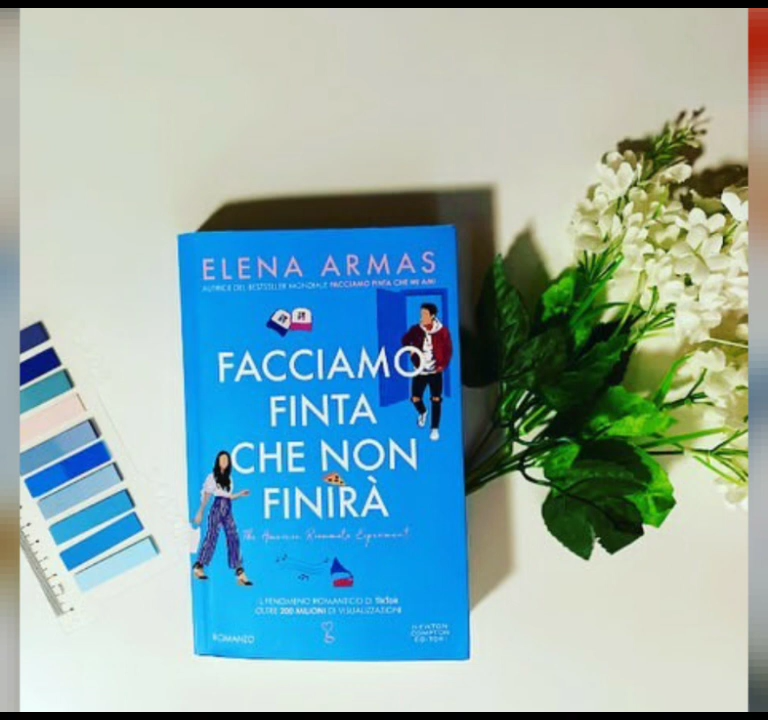 ELENA ARMAS
AUTRICE DEL BESTSELLER MONDIALE FACCIAMO FINTA CHE MI AMI
FACCIAMO
FINTA
CHE NON
FINIRÀ
The American Roommate Experiment
IL FENOMENO ROMANTICO DI TikTok
OLTRE 200 MILIONI DI VISUALIZZAZIONI
ROMANZO
NEWTON
COMPTON
EDITORI